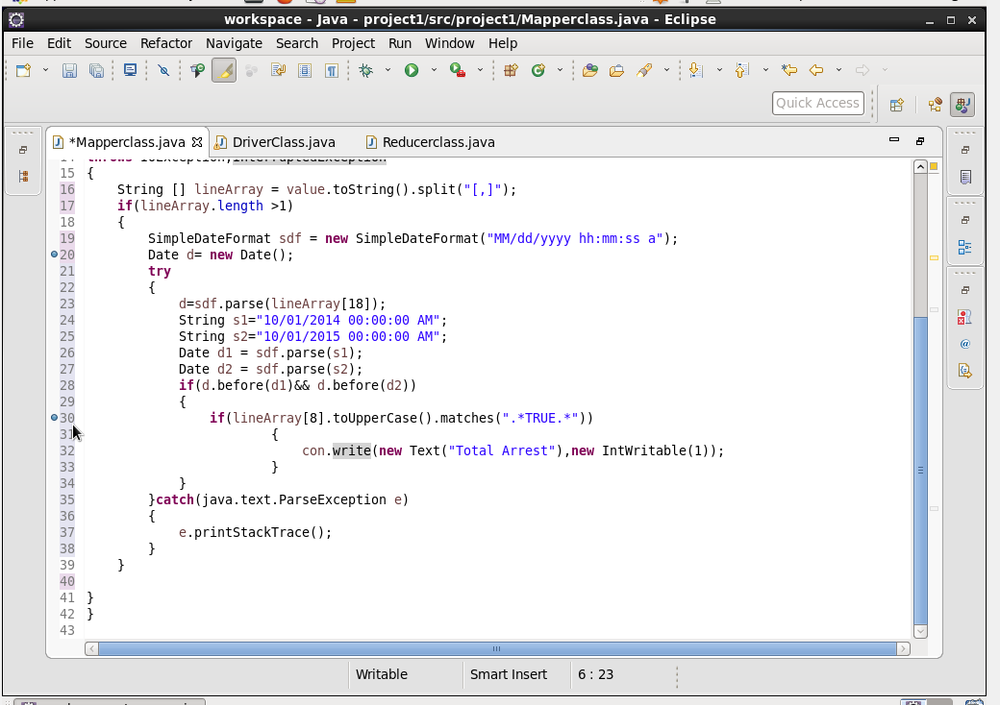 workspace - Java - project1/src/project1/Mapperclass.java - Eclipse
File Edit Source Refactor Navigate Search Project Run Window Help
Quick Access
*Mapperclass.java DriverClass.java Reducerclass.java
15 {
16 String [] lineArray = value.toString().split("[,]");
17 if(lineArray.length >1)
18 {
19 SimpleDateFormat sdf = new SimpleDateFormat("MM/dd/yyyy hh:mm:ss a");
20 Date d= new Date();
21 try
22 {
23 d=sdf.parse(lineArray[18]);
24 String s1="10/01/2014 00:00:00 AM";
25 String s2="10/01/2015 00:00:00 AM";
26 Date d1 = sdf.parse(s1);
27 Date d2 = sdf.parse(s2);
28 if(d.before(d1)&& d.before(d2))
29 {
30 if(lineArray[8].toUpperCase().matches(".*TRUE.*"))
31 {
32 con.write(new Text("Total Arrest"),new IntWritable(1));
33 }
34 }
35 }catch(java.text.ParseException e)
36 {
37 e.printStackTrace();
38 }
39 }
40
41 }
42 }
43
Writable Smart Insert 6 : 23